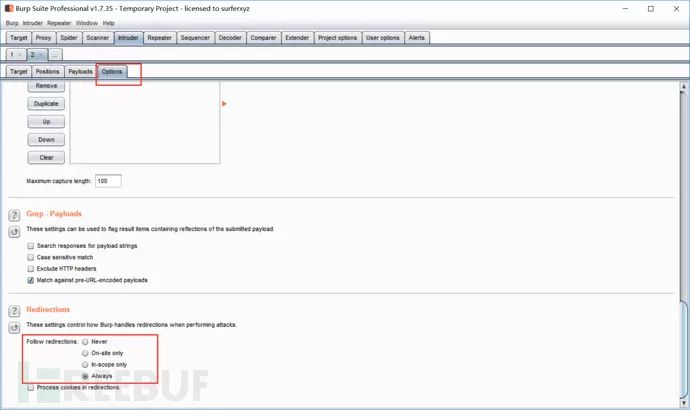 Burp Suite Professional v1.7.35 - Temporary Project - licensed to surferxyz
Burp Intruder Repeater Window Help
Target Proxy Spider Scanner Intruder Repeater Sequencer Decoder Comparer Extender Project options User options Alerts
1 × 2 × ...
Target Positions Payloads Options
Remove
Duplicate
Up
Down
Clear
Maximum capture length: 100
? Grep - Payloads
These settings can be used to flag result items containing reflections of the submitted payload.
Search responses for payload strings
Case sensitive match
Exclude HTTP headers
Match against pre-URL-encoded payloads
? Redirections
These settings control how Burp handles redirections when performing attacks.
Follow redirections: Never
On-site only
In-scope only
Always
Process cookies in redirections
FREEBUF